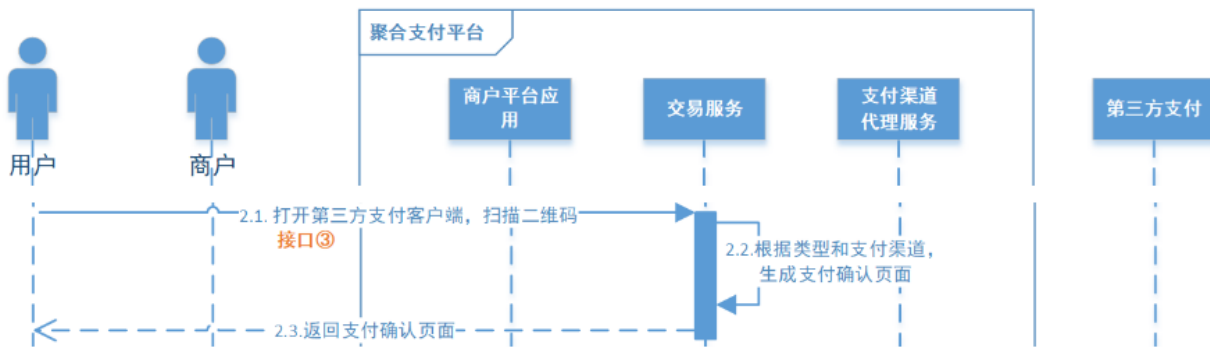 聚合支付平台
商户平台应
用
交易服务
支付渠道
代理服务
第三方支付
用户
商户
2.1. 打开第三方支付客户端，扫描二维码
接口③
2.2.根据类型和支付渠道，
生成支付确认页面
2.3.返回支付确认页面